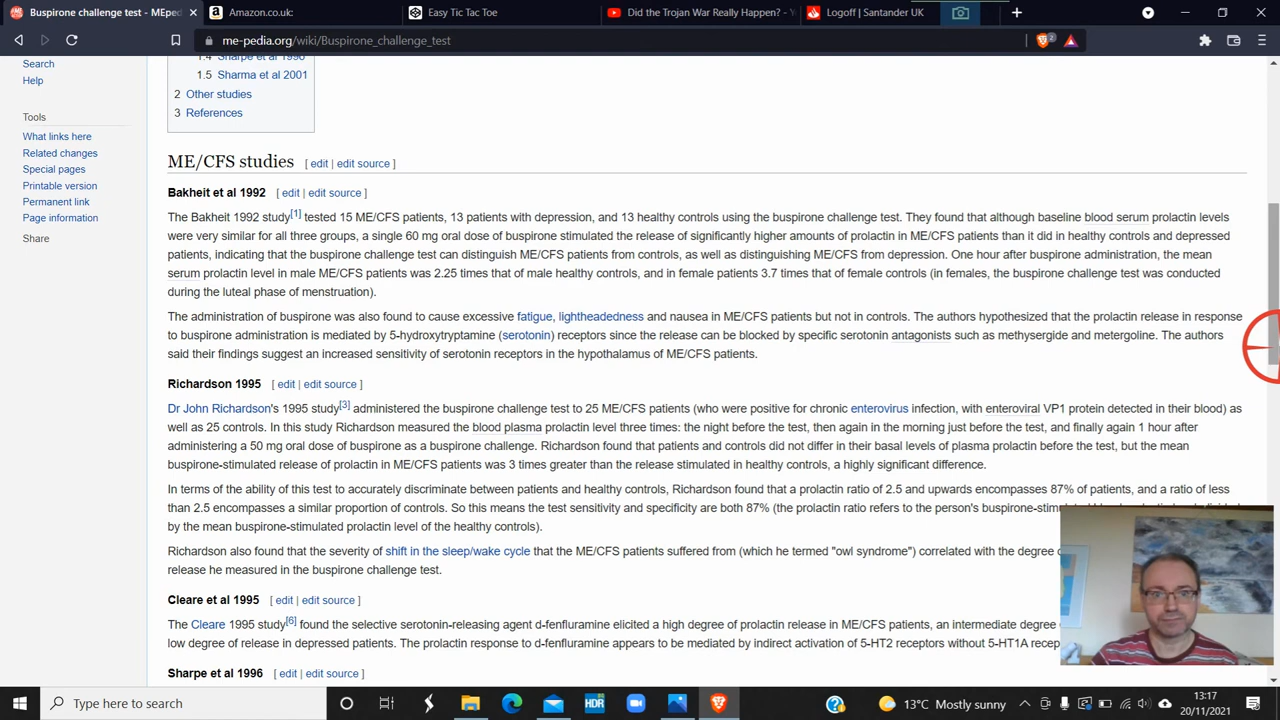 Buspirone challenge test - MEped
Amazon.co.uk:
Easy Tic Tac Toe
Did the Trojan War Really Happen? - Y
Logoff | Santander UK
me-pedia.org/wiki/Buspirone_challenge_test
2
Search
Help
Tools
What links here
Related changes
Special pages
Printable version
Permanent link
Page information
Share
1.4 Sharpe et al 1996
1.5 Sharma et al 2001
2 Other studies
3 References
ME/CFS studies [ edit | edit source ]
Bakheit et al 1992 [ edit | edit source ]
The Bakheit 1992 study[1] tested 15 ME/CFS patients, 13 patients with depression, and 13 healthy controls using the buspirone challenge test. They found that although baseline blood serum prolactin levels
were very similar for all three groups, a single 60 mg oral dose of buspirone stimulated the release of significantly higher amounts of prolactin in ME/CFS patients than it did in healthy controls and depressed
patients, indicating that the buspirone challenge test can distinguish ME/CFS patients from controls, as well as distinguishing ME/CFS from depression. One hour after buspirone administration, the mean
serum prolactin level in male ME/CFS patients was 2.25 times that of male healthy controls, and in female patients 3.7 times that of female controls (in females, the buspirone challenge test was conducted
during the luteal phase of menstruation).
The administration of buspirone was also found to cause excessive fatigue, lightheadedness and nausea in ME/CFS patients but not in controls. The authors hypothesized that the prolactin release in response
to buspirone administration is mediated by 5-hydroxytryptamine (serotonin) receptors since the release can be blocked by specific serotonin antagonists such as methysergide and metergoline. The authors
said their findings suggest an increased sensitivity of serotonin receptors in the hypothalamus of ME/CFS patients.
Richardson 1995 [ edit | edit source ]
Dr John Richardson's 1995 study[3] administered the buspirone challenge test to 25 ME/CFS patients (who were positive for chronic enterovirus infection, with enteroviral VP1 protein detected in their blood) as
well as 25 controls. In this study Richardson measured the blood plasma prolactin level three times: the night before the test, then again in the morning just before the test, and finally again 1 hour after
administering a 50 mg oral dose of buspirone as a buspirone challenge. Richardson found that patients and controls did not differ in their basal levels of plasma prolactin before the test, but the mean
buspirone-stimulated release of prolactin in ME/CFS patients was 3 times greater than the release stimulated in healthy controls, a highly significant difference.
In terms of the ability of this test to accurately discriminate between patients and healthy controls, Richardson found that a prolactin ratio of 2.5 and upwards encompasses 87% of patients, and a ratio of less
than 2.5 encompasses a similar proportion of controls. So this means the test sensitivity and specificity are both 87% (the prolactin ratio refers to the person's buspirone-stimulated
by the mean buspirone-stimulated prolactin level of the healthy controls).
Richardson also found that the severity of shift in the sleep/wake cycle that the ME/CFS patients suffered from (which he termed "owl syndrome") correlated with the degree
release he measured in the buspirone challenge test.
Cleare et al 1995 [ edit | edit source ]
The Cleare 1995 study[6] found the selective serotonin-releasing agent d-fenfluramine elicited a high degree of prolactin release in ME/CFS patients, an intermediate degree
low degree of release in depressed patients. The prolactin response to d-fenfluramine appears to be mediated by indirect activation of 5-HT2 receptors without 5-HT1A recep
Sharpe et al 1996 [ edit | edit source ]
Type here to search
HDR
13°C Mostly sunny
13:17
20/11/2021